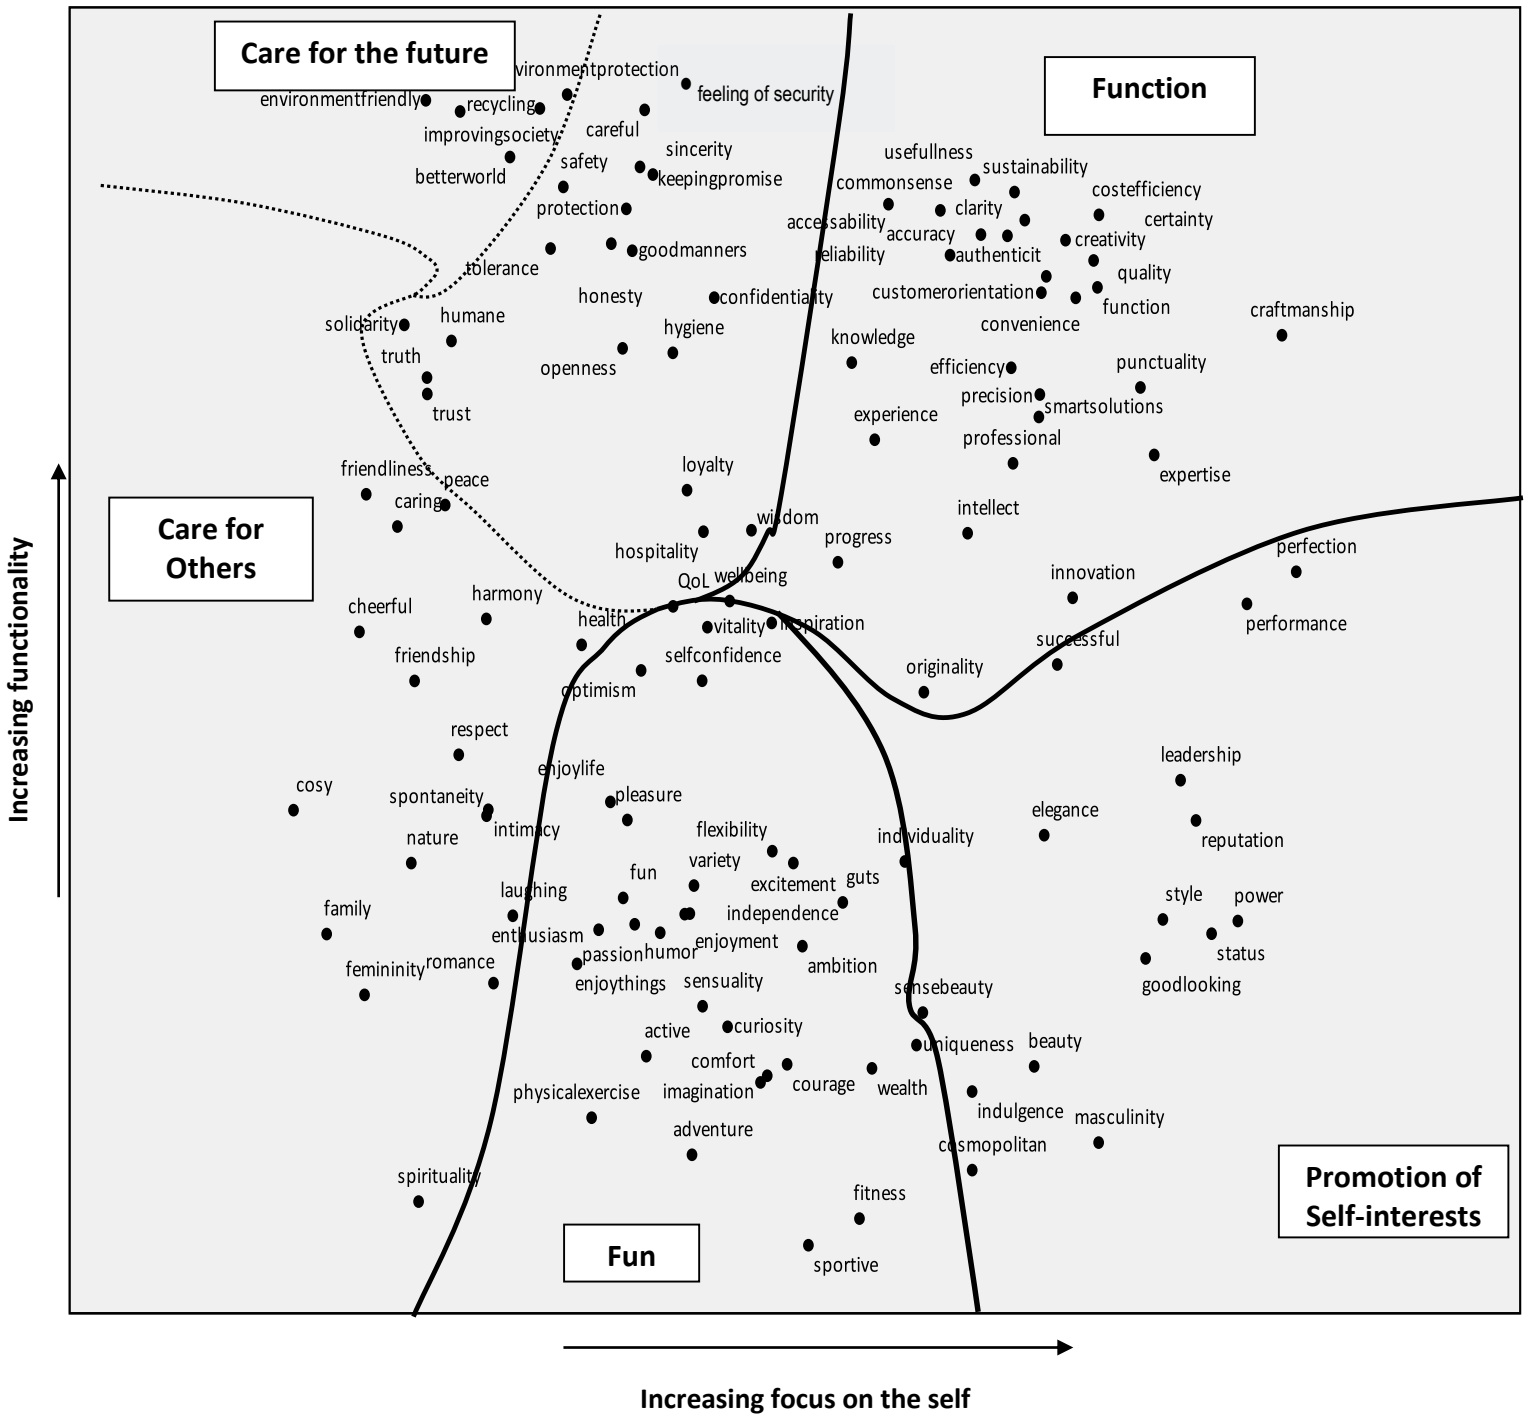 Care for the future
vironmentprotection
feeling of security
Function
environmentfriendly
recycling
improvingsociety
careful
sincerity
usefullness
sustainability
betterworld
safety
keepingpromise
commonsense
costefficiency
protection
accessability
clarity
certainty
accuracy
creativity
goodmanners
reliability
authenticit
tolerance
quality
honesty
confidentiality
customerorientation
function
solidarity
humane
hygiene
convenience
craftmanship
truth
openness
knowledge
efficiency
punctuality
precision
smartsolutions
trust
experience
professional
friendliness
peace
loyalty
expertise
caring
intellect
Care for
Others
wisdom
hospitality
progress
perfection
QoL
wellbeing
innovation
harmony
cheerful
health
vitality
inspiration
performance
successful
friendship
selfconfidence
originality
optimism
respect
leadership
enjoylife
cosy
spontaneity
pleasure
elegance
intimacy
flexibility
individuality
nature
reputation
variety
fun
excitement
guts
laughing
style
power
family
independence
enthusiasm
enjoyment
passion
humor
status
femininity
romance
ambition
enjoythings
sensuality
sensebeauty
goodlooking
active
curiosity
uniqueness
beauty
comfort
physicalexercise
imagination
courage
wealth
indulgence
masculinity
adventure
cosmopolitan
spirituality
fitness
Promotion of
Self-interests
Fun
sportive
Increasing functionality
Increasing focus on the self